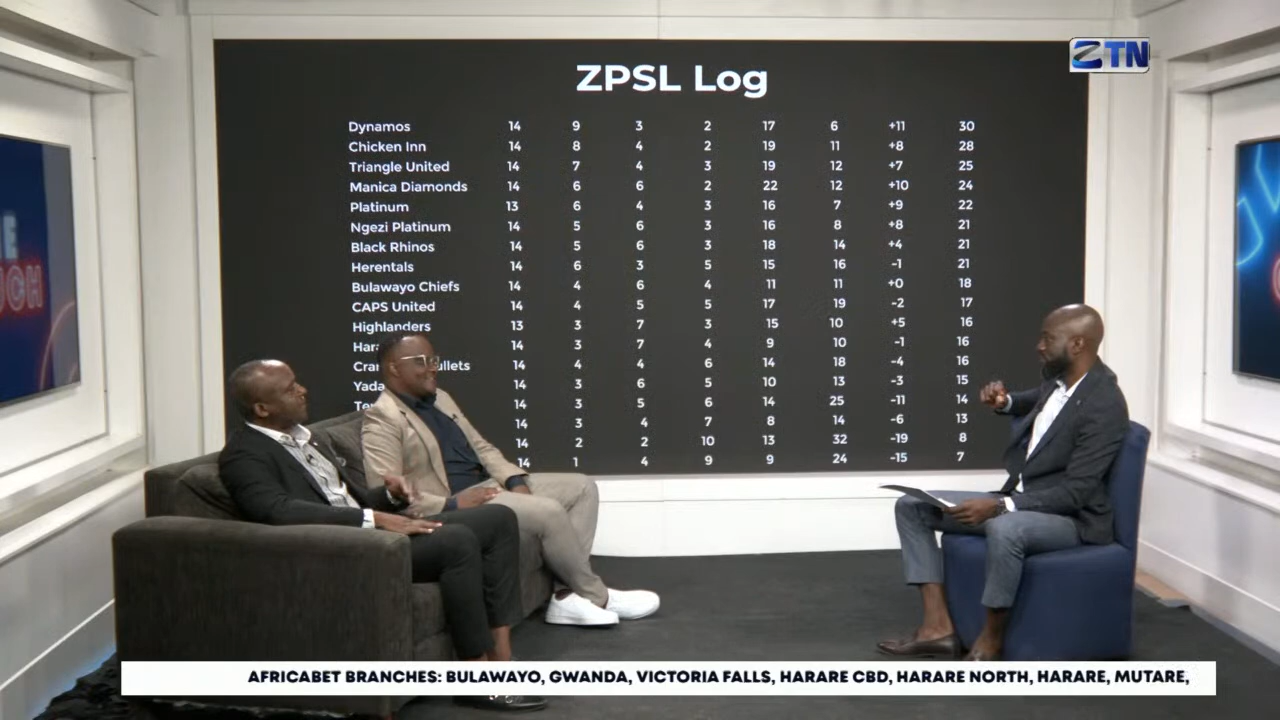 ZTN
ZPSL Log
Dynamos 14 9 3 2 17 6 +11 30
Chicken Inn 14 8 4 2 19 11 +8 28
Triangle United 14 7 4 3 19 12 +7 25
Manica Diamonds 14 6 6 2 22 12 +10 24
Platinum 13 6 4 3 16 7 +9 22
Ngezi Platinum 14 5 6 3 16 8 +8 21
Black Rhinos 14 5 6 3 18 14 +4 21
Herentals 14 6 3 5 15 16 -1 21
Bulawayo Chiefs 14 4 6 4 11 11 +0 18
CAPS United 14 4 5 5 17 19 -2 17
Highlanders 13 3 7 3 15 10 +5 16
14 3 7 4 9 10 -1 16
14 4 4 6 14 18 -4 16
14 3 6 5 10 13 -3 15
14 3 5 6 14 25 -11 14
14 3 4 7 8 14 -6 13
14 2 2 10 13 32 -19 8
14 1 4 9 9 24 -15 7
AFRICABET BRANCHES: BULAWAYO, GWANDA, VICTORIA FALLS, HARARE CBD, HARARE NORTH, HARARE, MUTARE,